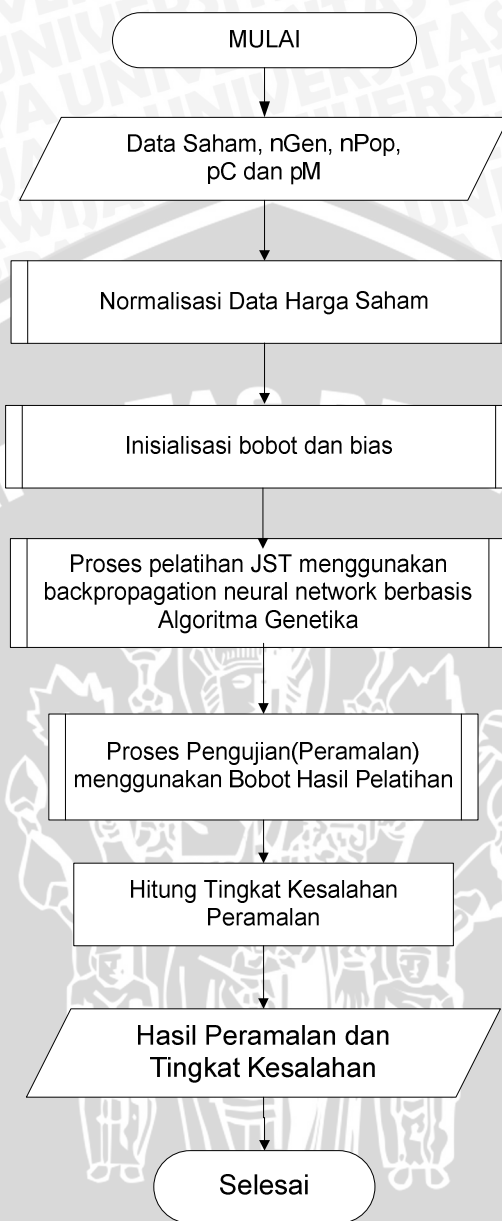 MULAI
Data Saham, nGen, nPop,
pC dan pM
Normalisasi Data Harga Saham
Inisialisasi bobot dan bias
Proses pelatihan JST menggunakan
backpropagation neural network berbasis
Algoritma Genetika
Proses Pengujian(Peramalan)
menggunakan Bobot Hasil Pelatihan
Hitung Tingkat Kesalahan
Peramalan
Hasil Peramalan dan
Tingkat Kesalahan
Selesai